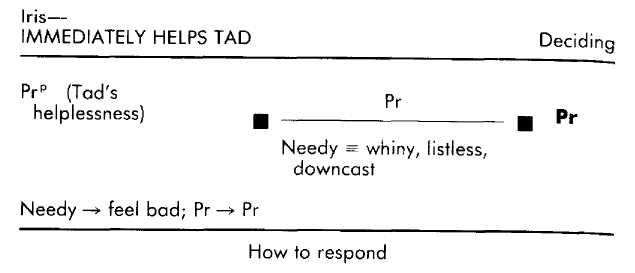 Iris—
IMMEDIATELY HELPS TAD
Deciding
Prᵖ (Tad's
helplessness)
Pr
Pr
Needy ≡ whiny, listless,
downcast
Needy → feel bad; Pr → Pr
How to respond